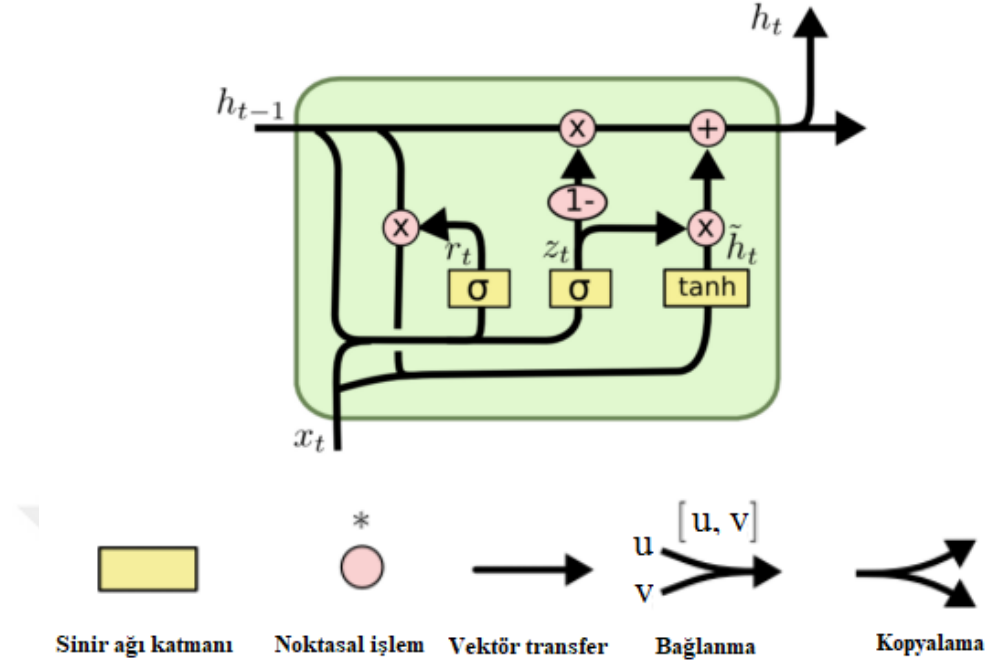 h_t
h_{t-1}
x
+
1-
x
x
r_t
z_t
h̃_t
σ
σ
tanh
x_t
*
[u, v]
u
v
Sinir ağı katmanı
Noktasal işlem
Vektör transfer
Bağlanma
Kopyalama